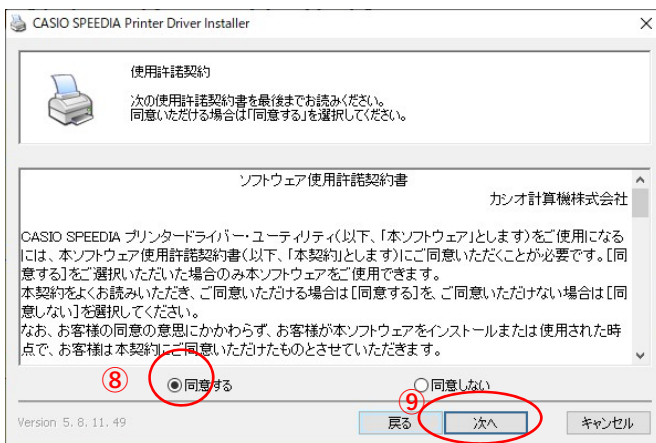 CASIO SPEEDIA Printer Driver Installer
使用許諾契約
次の使用許諾契約書を最後までお読みください。
同意いただける場合は「同意する」を選択してください。
ソフトウェア使用許諾契約書
カシオ計算機株式会社
CASIO SPEEDIA プリンタードライバー・ユーティリティ(以下、「本ソフトウェア」とします)をご使用になる
には、本ソフトウェア使用許諾契約書(以下、「本契約」とします)にご同意いただくことが必要です。[同
意する]をご選択いただいた場合のみ本ソフトウェアをご使用できます。
本契約をよくお読みいただき、ご同意いただける場合は[同意する]を、ご同意いただけない場合は[同
意しない]を選択してください。
なお、お客様の同意の意思にかかわらず、お客様が本ソフトウェアをインストールまたは使用された時
点で、お客様は本契約にご同意いただけたものとさせていただきます。
⑧ 同意する 同意しない
⑨
Version 5.8.11.49 戻る 次へ キャンセル